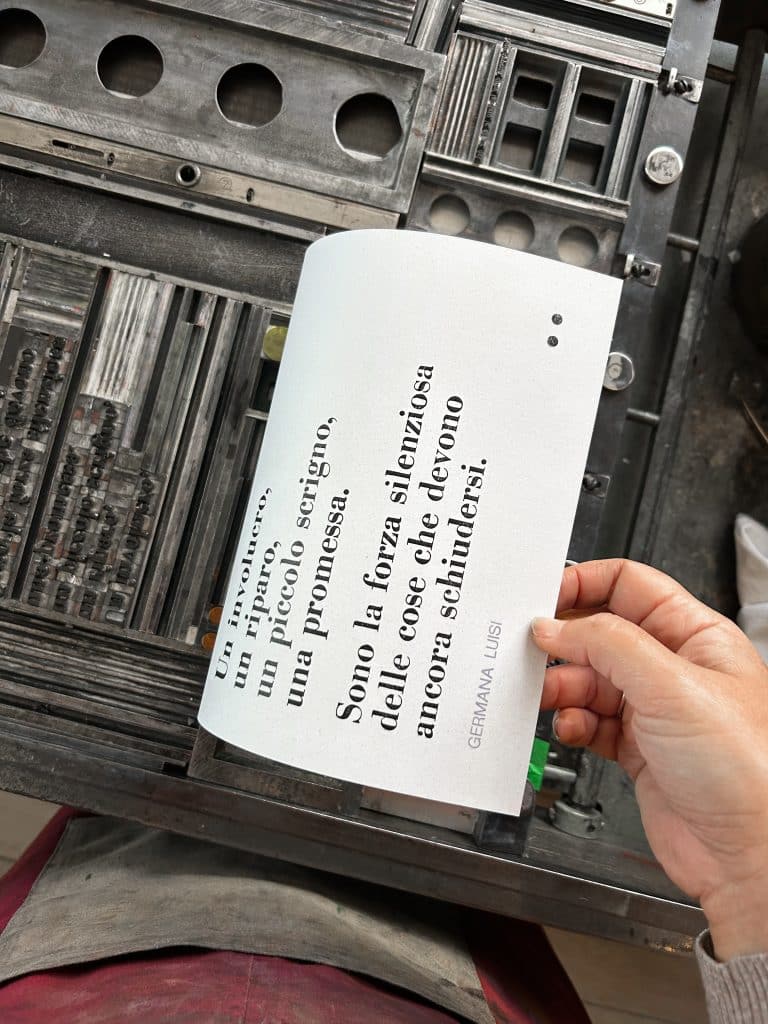 Un involucro,
un riparo,
un piccolo scrigno,
una promessa.
Sono la forza silenziosa
delle cose che devono
ancora schiudersi.
GERMANA LUISI